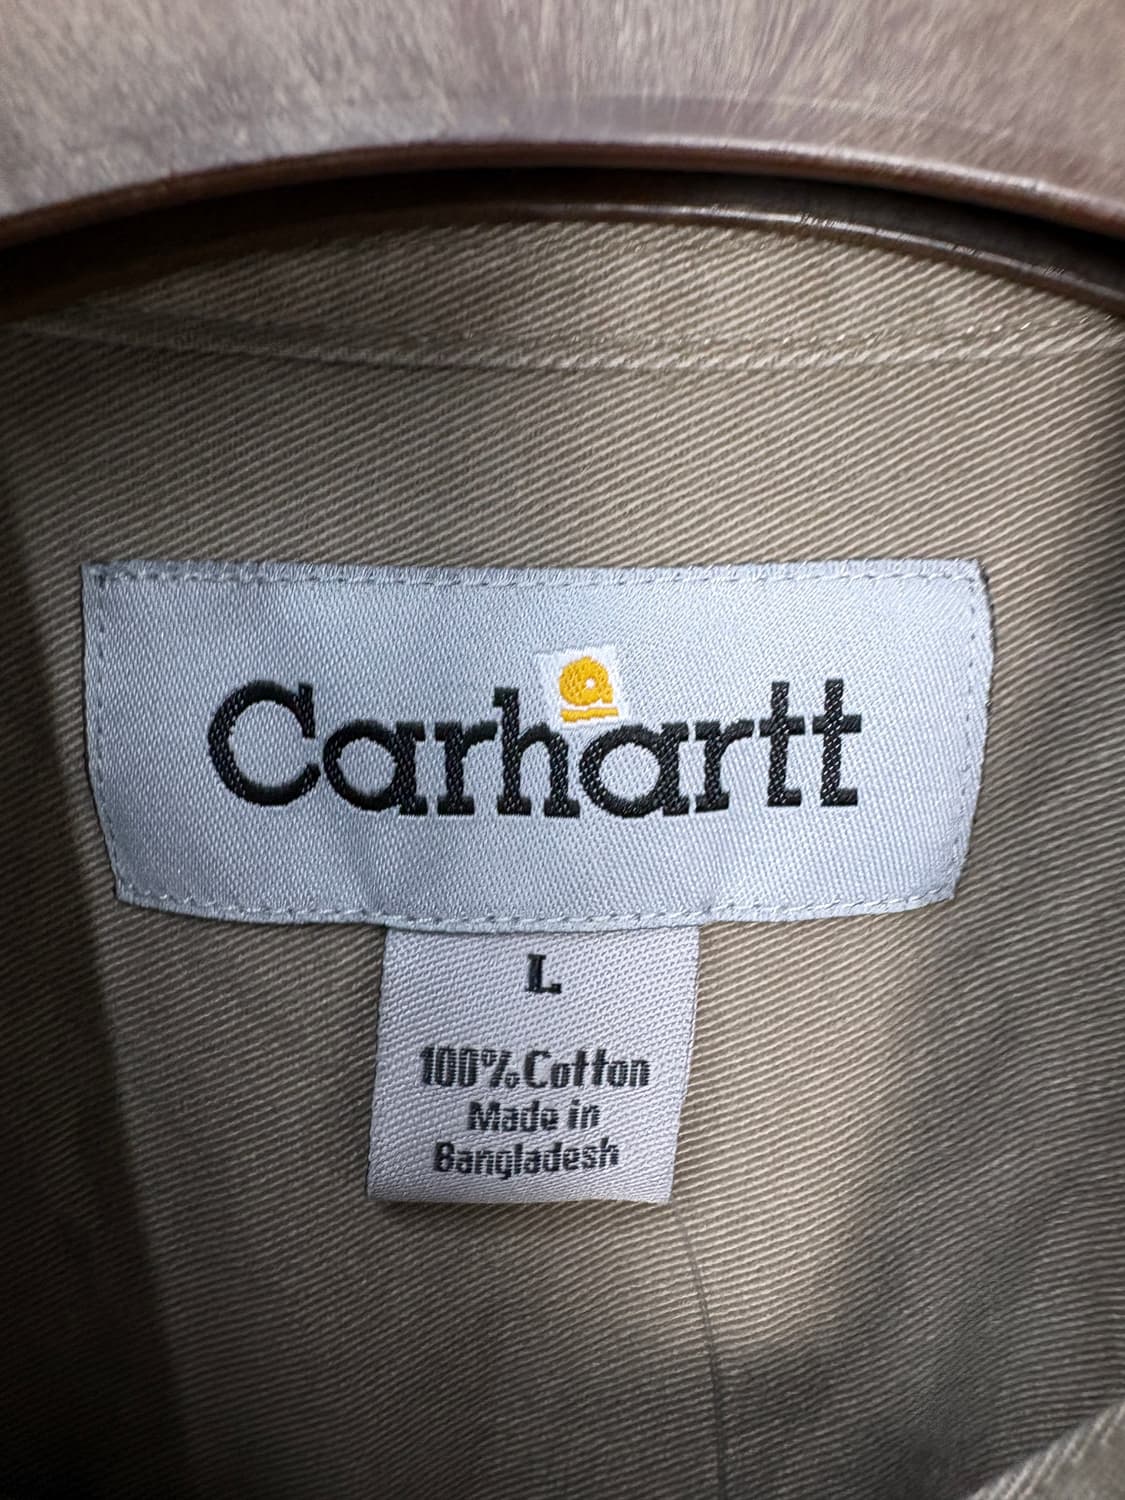 Carhartt
L
100% Cotton
Made in
Bangladesh